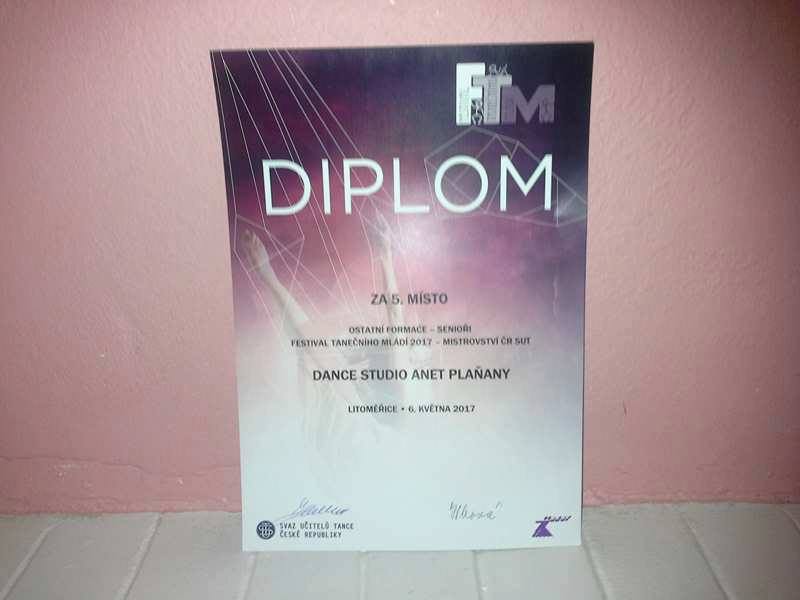 FTM
DIPLOM
ZA 5. MÍSTO
OSTATNÍ FORMACE – SENIOŘI
FESTIVAL TANEČNÍHO MLÁDÍ 2017 – MISTROVSTVÍ ČR SUT
DANCE STUDIO ANET PLAŇANY
LITOMĚŘICE • 6. KVĚTNA 2017
SVAZ UČITELŮ TANCE
ČESKÉ REPUBLIKY